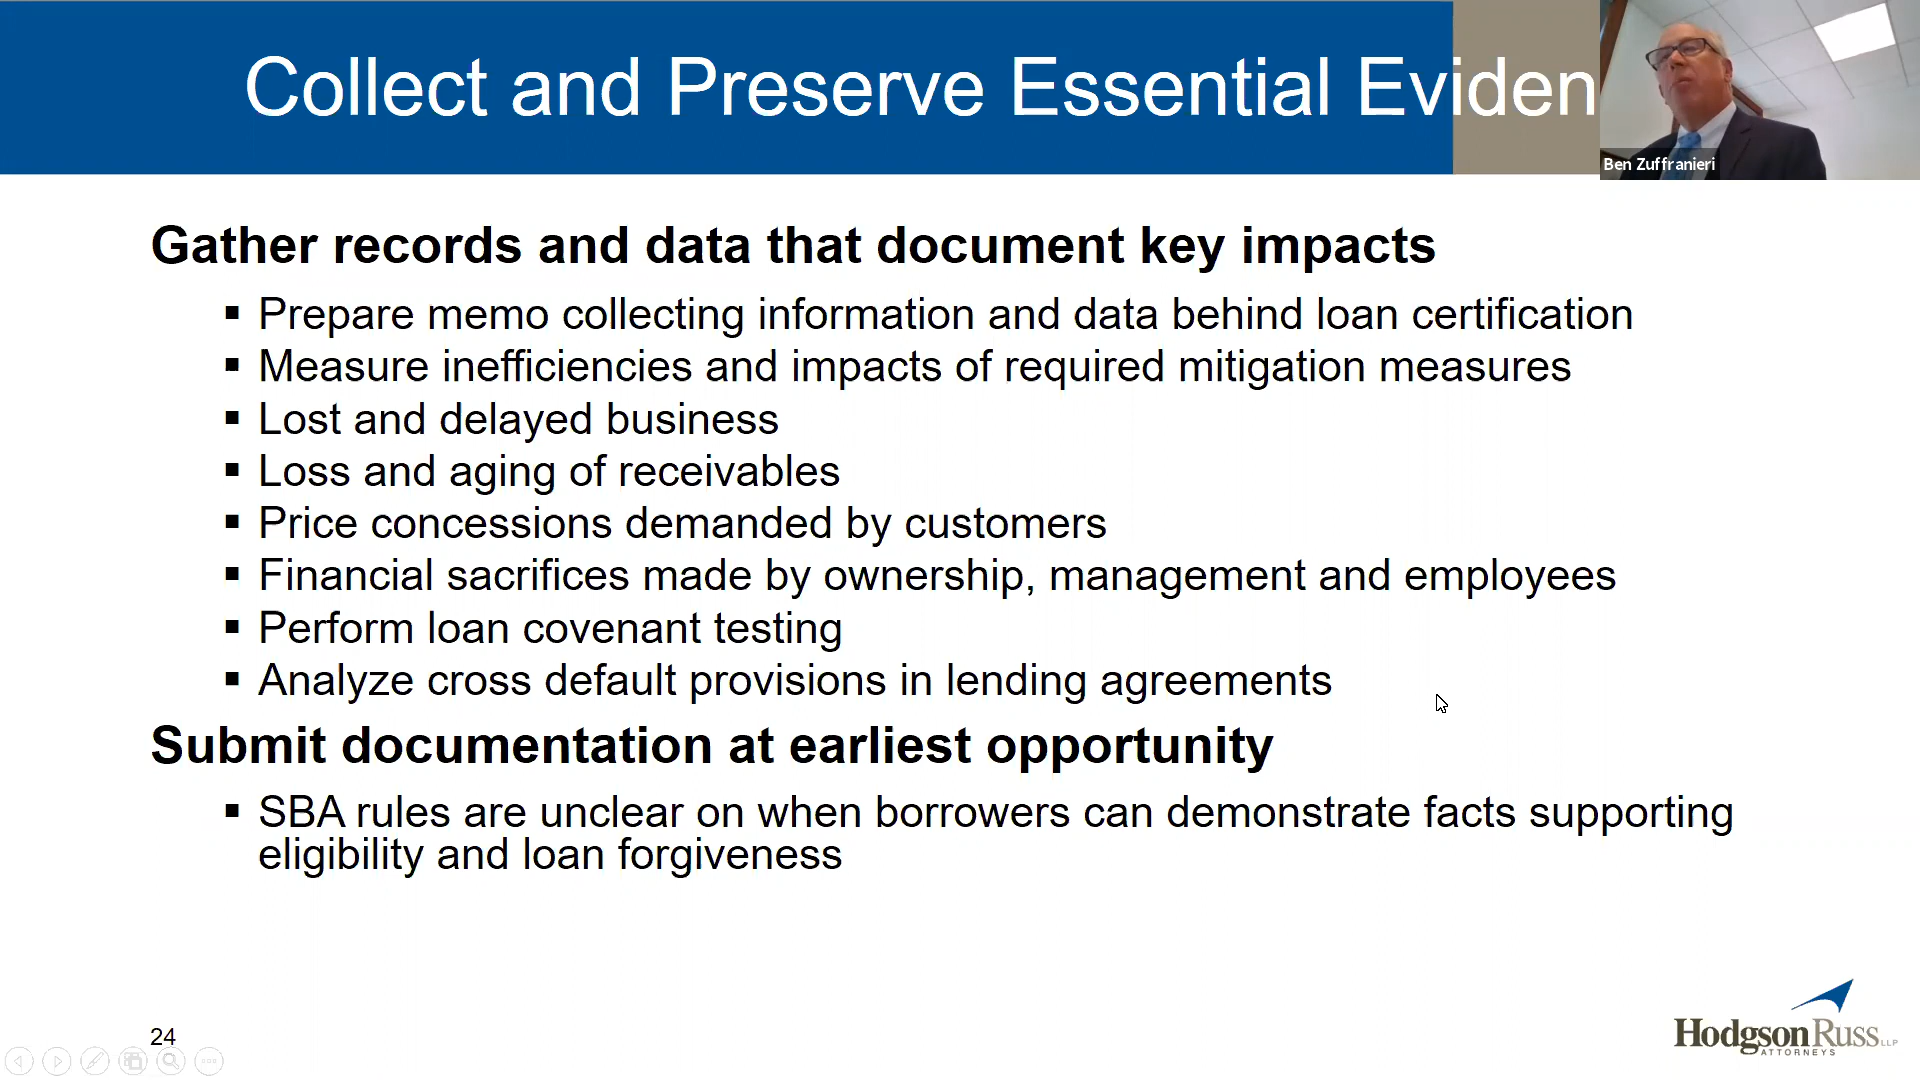 Collect and Preserve Essential Eviden
Ben Zuffranieri
Gather records and data that document key impacts
▪ Prepare memo collecting information and data behind loan certification
▪ Measure inefficiencies and impacts of required mitigation measures
▪ Lost and delayed business
▪ Loss and aging of receivables
▪ Price concessions demanded by customers
▪ Financial sacrifices made by ownership, management and employees
▪ Perform loan covenant testing
▪ Analyze cross default provisions in lending agreements
Submit documentation at earliest opportunity
▪ SBA rules are unclear on when borrowers can demonstrate facts supporting
eligibility and loan forgiveness
24
HodgsonRuss LLP
ATTORNEYS